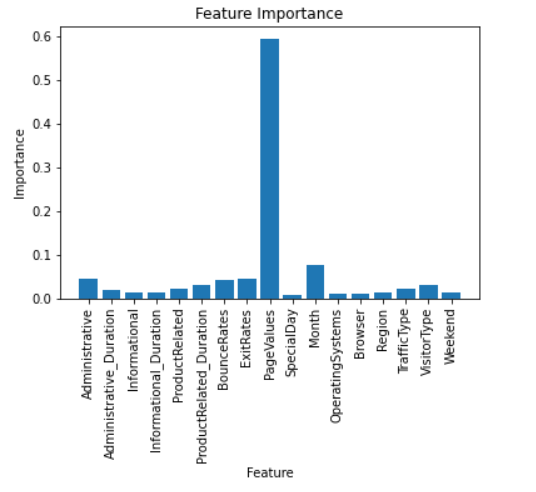 Feature Importance
0.6
0.5
0.4
0.3
0.2
0.1
0.0
Importance
Administrative
Administrative_Duration
Informational
Informational_Duration
ProductRelated
ProductRelated_Duration
BounceRates
ExitRates
PageValues
SpecialDay
Month
OperatingSystems
Browser
Region
TrafficType
VisitorType
Weekend
Feature